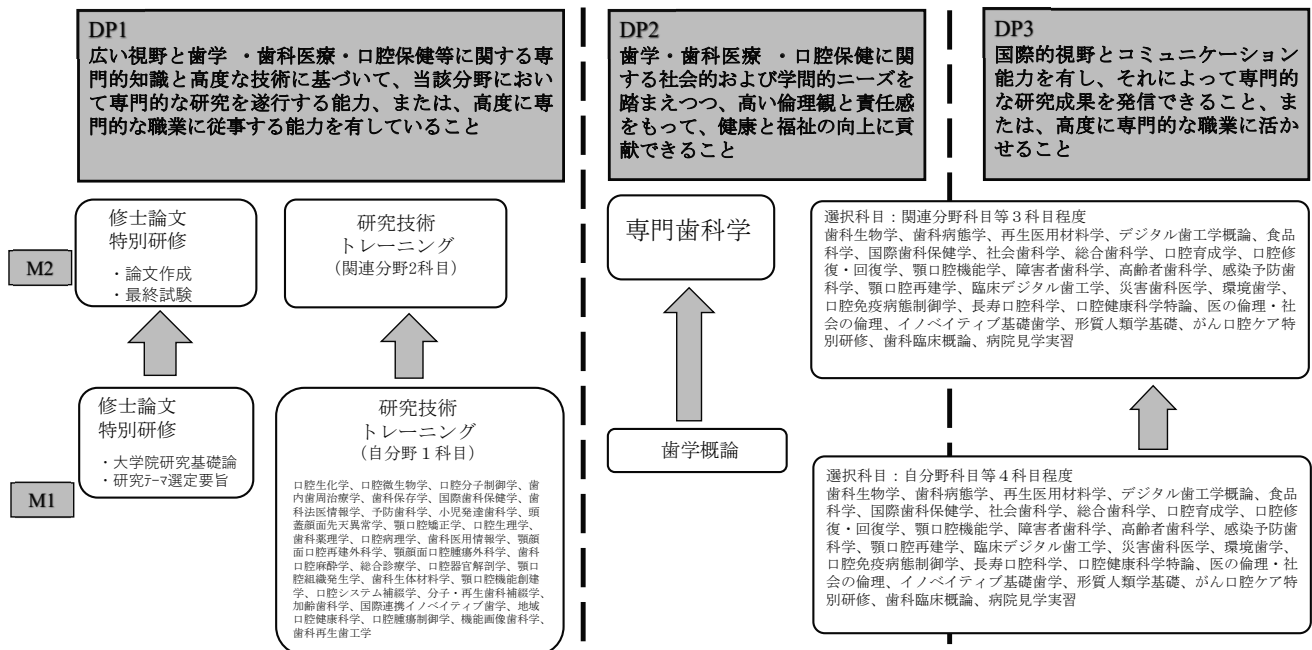 DP1
広い視野と歯学 ・歯科医療・口腔保健等に関する専
門的知識と高度な技術に基づいて、当該分野におい
て専門的な研究を遂行する能力、または、高度に専
門的な職業に従事する能力を有していること
DP2
歯学・歯科医療 ・口腔保健に関
する社会的および学問的ニーズを
踏まえつつ、高い倫理観と責任感
をもって、健康と福祉の向上に貢
献できること
DP3
国際的視野とコミュニケーション
能力を有し、それによって専門的
な研究成果を発信できること、ま
たは、高度に専門的な職業に活か
せること
M2
修士論文
特別研修
・論文作成
・最終試験
研究技術
トレーニング
(関連分野2科目)
専門歯科学
選択科目：関連分野科目等３科目程度
歯科生物学、歯科病態学、再生医用材料学、デジタル歯工学概論、食品
科学、国際歯科保健学、社会歯科学、総合歯科学、口腔育成学、口腔修
復・回復学、顎口腔機能学、障害者歯科学、高齢者歯科学、感染予防歯
科学、顎口腔再建学、臨床デジタル歯工学、災害歯科医学、環境歯学、
口腔免疫病態制御学、長寿口腔科学、口腔健康科学特論、医の倫理・社
会の倫理、イノベイティブ基礎歯学、形質人類学基礎、がん口腔ケア特
別研修、歯科臨床概論、病院見学実習
M1
修士論文
特別研修
・大学院研究基礎論
・研究ﾃｰﾏ選定要旨
研究技術
トレーニング
(自分野１科目)
口腔生化学、口腔微生物学、口腔分子制御学、歯
内歯周治療学、歯科保存学、国際歯科保健学、歯
科法医情報学、予防歯科学、小児発達歯科学、頭
蓋顔面先天異常学、顎口腔矯正学、口腔生理学、
歯科薬理学、口腔病理学、歯科医用情報学、顎顔
面口腔再建外科学、顎顔面口腔腫瘍外科学、歯科
口腔麻酔学、総合診療学、口腔器官解剖学、顎口
腔組織発生学、歯科生体材料学、顎口腔機能創建
学、口腔システム補綴学、分子・再生歯科補綴学、
加齢歯科学、国際連携イノベイティブ歯学、地域
口腔健康科学、口腔腫瘍制御学、機能画像歯科学、
歯科再生歯工学
歯学概論
選択科目：自分野科目等４科目程度
歯科生物学、歯科病態学、再生医用材料学、デジタル歯工学概論、食品
科学、国際歯科保健学、社会歯科学、総合歯科学、口腔育成学、口腔修
復・回復学、顎口腔機能学、障害者歯科学、高齢者歯科学、感染予防歯
科学、顎口腔再建学、臨床デジタル歯工学、災害歯科医学、環境歯学、
口腔免疫病態制御学、長寿口腔科学、口腔健康科学特論、医の倫理・社
会の倫理、イノベイティブ基礎歯学、形質人類学基礎、がん口腔ケア特
別研修、歯科臨床概論、病院見学実習